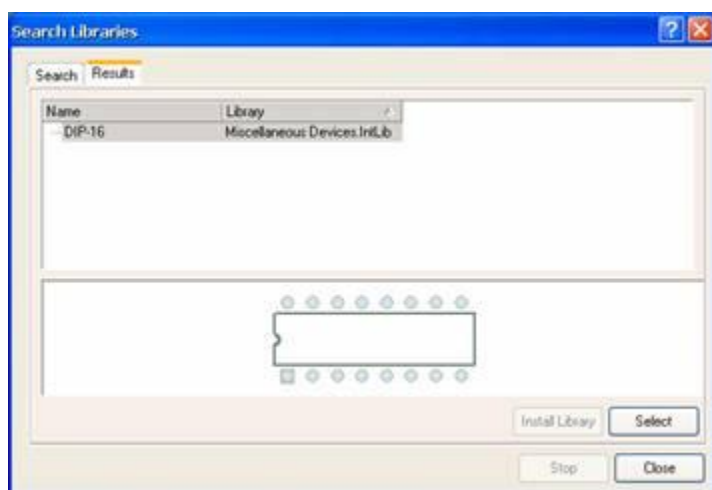 Search Libraries
Search Results
Name Library
DIP-16 Miscellaneous Devices.IntLib
Install Library Select
Stop Close